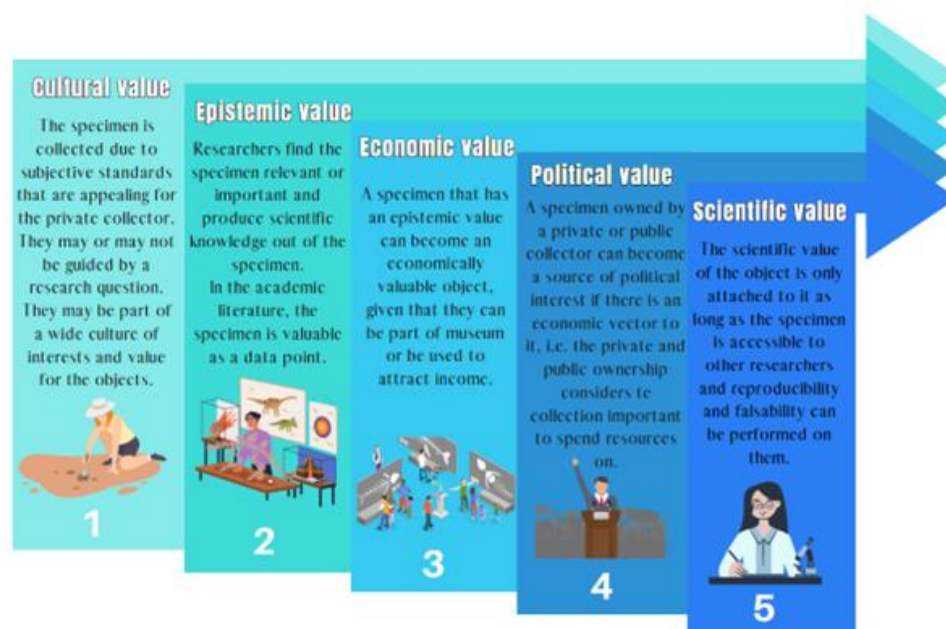 Cultural value
The specimen is
collected due to
subjective standards
that are appealing for
the private collector.
They may or may not
be guided by a
research question.
They may be part of
a wide culture of
interests and value
for the objects.
1
Epistemic value
Researchers find the
specimen relevant or
important and
produce scientific
knowledge out of the
specimen.
In the academic
literature, the
specimen is valuable
as a data point.
2
Economic value
A specimen that has
an epistemic value
can become an
economically
valuable object,
given that they can
be part of museum
or be used to
attract income.
3
Political value
A specimen owned by
a private or public
collector can become
a source of political
interest if there is an
economic vector to
it, i.e. the private and
public ownership
considers te
collection important
to spend resources
on.
4
Scientific value
The scientific value
of the object is only
attached to it as
long as the specimen
is accessible to
other researchers
and reproducibility
and falsability can
be performed on
them.
5